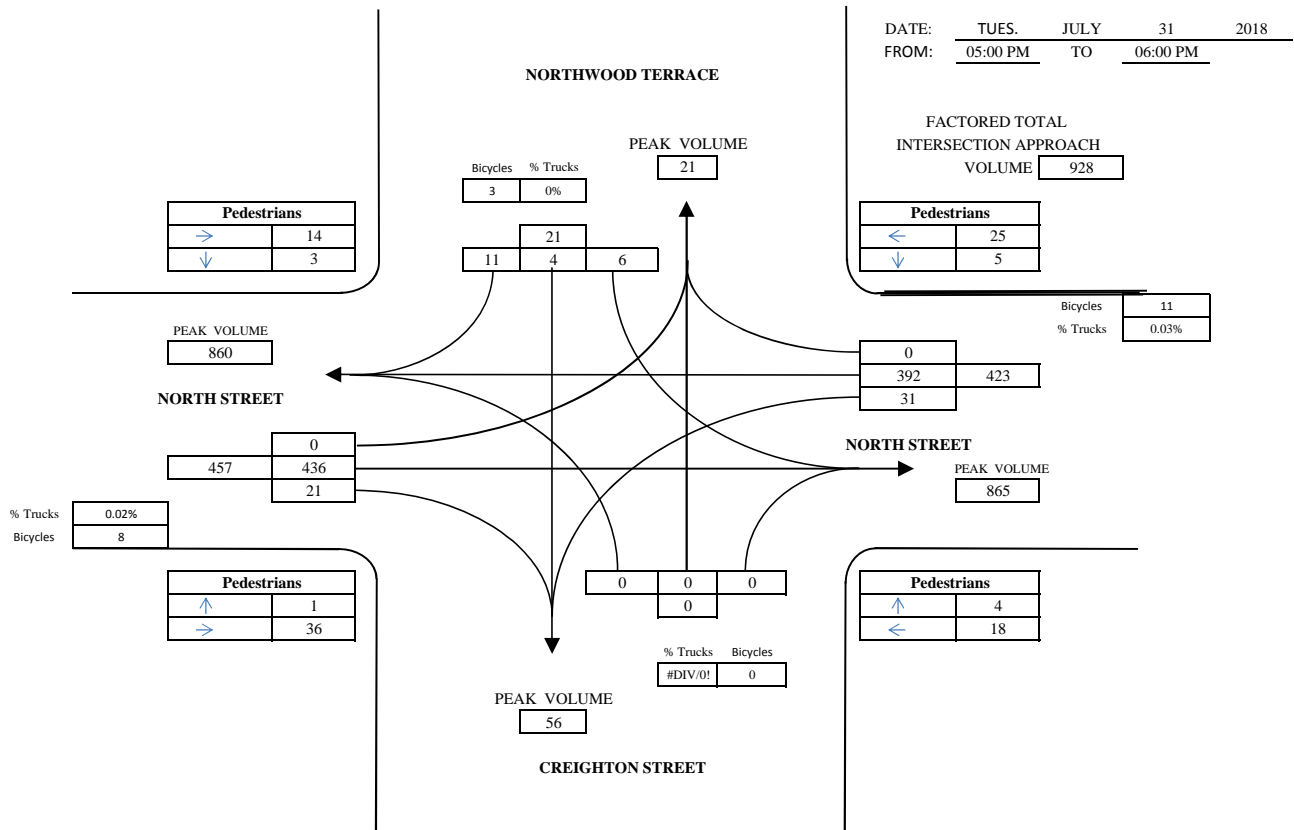 DATE: TUES. JULY 31 2018
FROM: 05:00 PM TO 06:00 PM
NORTHWOOD TERRACE
FACTORED TOTAL
INTERSECTION APPROACH
VOLUME 928
PEAK VOLUME
21
Bicycles % Trucks
3 0%
Pedestrians
→ 14
↓ 3
21
11 4 6
Pedestrians
← 25
↓ 5
Bicycles 11
% Trucks 0.03%
PEAK VOLUME
860
NORTH STREET
0
392 423
31
0
457 436
21
NORTH STREET
PEAK VOLUME
865
% Trucks 0.02%
Bicycles 8
Pedestrians
↑ 1
→ 36
0 0 0
0
Pedestrians
↑ 4
← 18
% Trucks Bicycles
#DIV/0! 0
PEAK VOLUME
56
CREIGHTON STREET